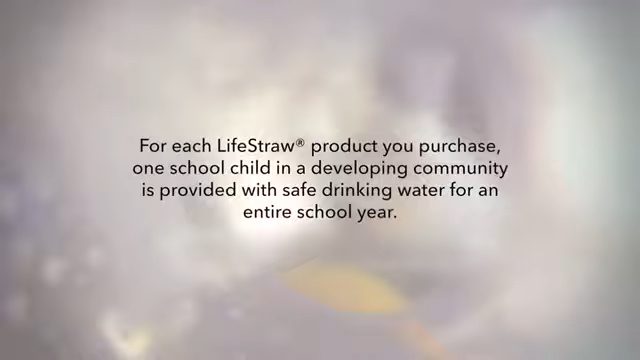 For each LifeStraw® product you purchase,
one school child in a developing community
is provided with safe drinking water for an
entire school year.